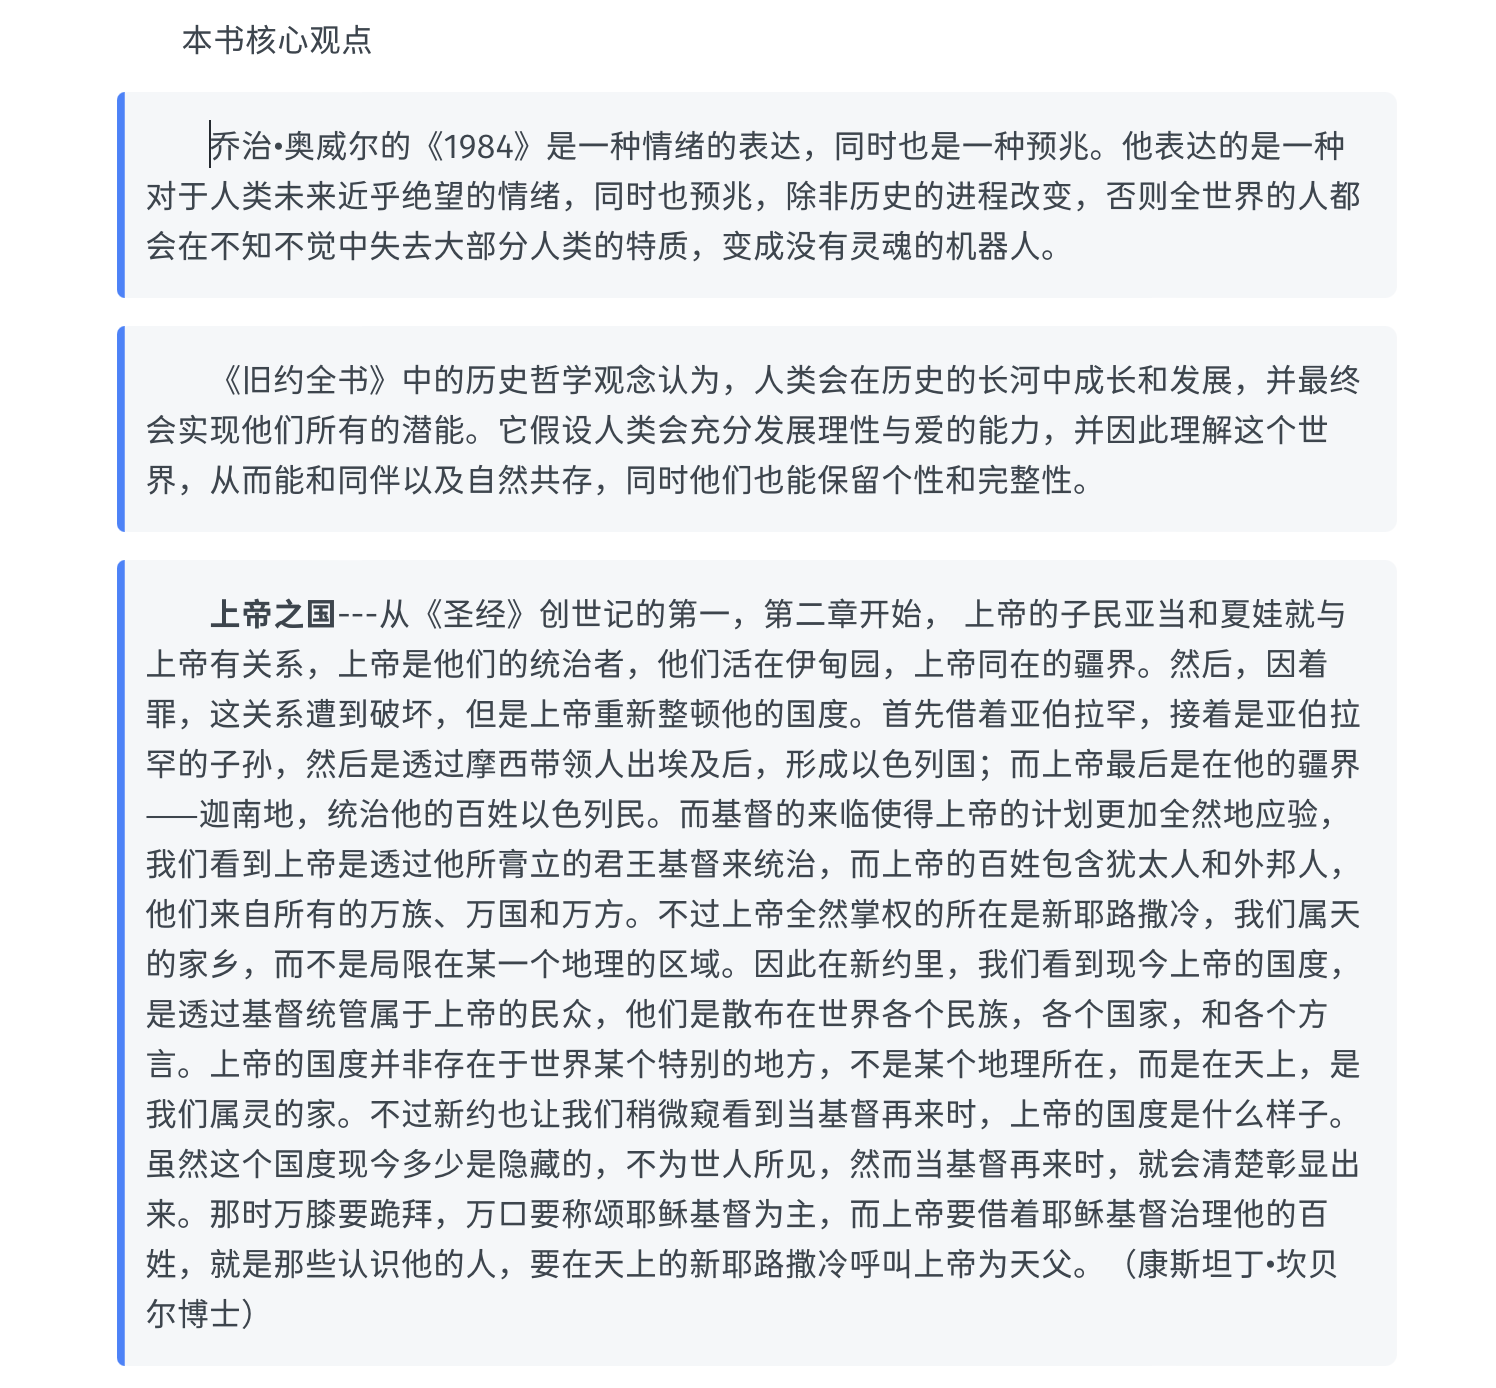 本书核心观点
乔治•奥威尔的《1984》是一种情绪的表达，同时也是一种预兆。他表达的是一种
对于人类未来近乎绝望的情绪，同时也预兆，除非历史的进程改变，否则全世界的人都
会在不知不觉中失去大部分人类的特质，变成没有灵魂的机器人。
《旧约全书》中的历史哲学观念认为，人类会在历史的长河中成长和发展，并最终
会实现他们所有的潜能。它假设人类会充分发展理性与爱的能力，并因此理解这个世
界，从而能和同伴以及自然共存，同时他们也能保留个性和完整性。
上帝之国---从《圣经》创世记的第一，第二章开始， 上帝的子民亚当和夏娃就与
上帝有关系，上帝是他们的统治者，他们活在伊甸园，上帝同在的疆界。然后，因着
罪，这关系遭到破坏，但是上帝重新整顿他的国度。首先借着亚伯拉罕，接着是亚伯拉
罕的子孙，然后是透过摩西带领人出埃及后，形成以色列国；而上帝最后是在他的疆界
——迦南地，统治他的百姓以色列民。而基督的来临使得上帝的计划更加全然地应验，
我们看到上帝是透过他所膏立的君王基督来统治，而上帝的百姓包含犹太人和外邦人，
他们来自所有的万族、万国和万方。不过上帝全然掌权的所在是新耶路撒冷，我们属天
的家乡，而不是局限在某一个地理的区域。因此在新约里，我们看到现今上帝的国度，
是透过基督统管属于上帝的民众，他们是散布在世界各个民族，各个国家，和各个方
言。上帝的国度并非存在于世界某个特别的地方，不是某个地理所在，而是在天上，是
我们属灵的家。不过新约也让我们稍微窥看到当基督再来时，上帝的国度是什么样子。
虽然这个国度现今多少是隐藏的，不为世人所见，然而当基督再来时，就会清楚彰显出
来。那时万膝要跪拜，万口要称颂耶稣基督为主，而上帝要借着耶稣基督治理他的百
姓，就是那些认识他的人，要在天上的新耶路撒冷呼叫上帝为天父。（康斯坦丁•坎贝
尔博士）